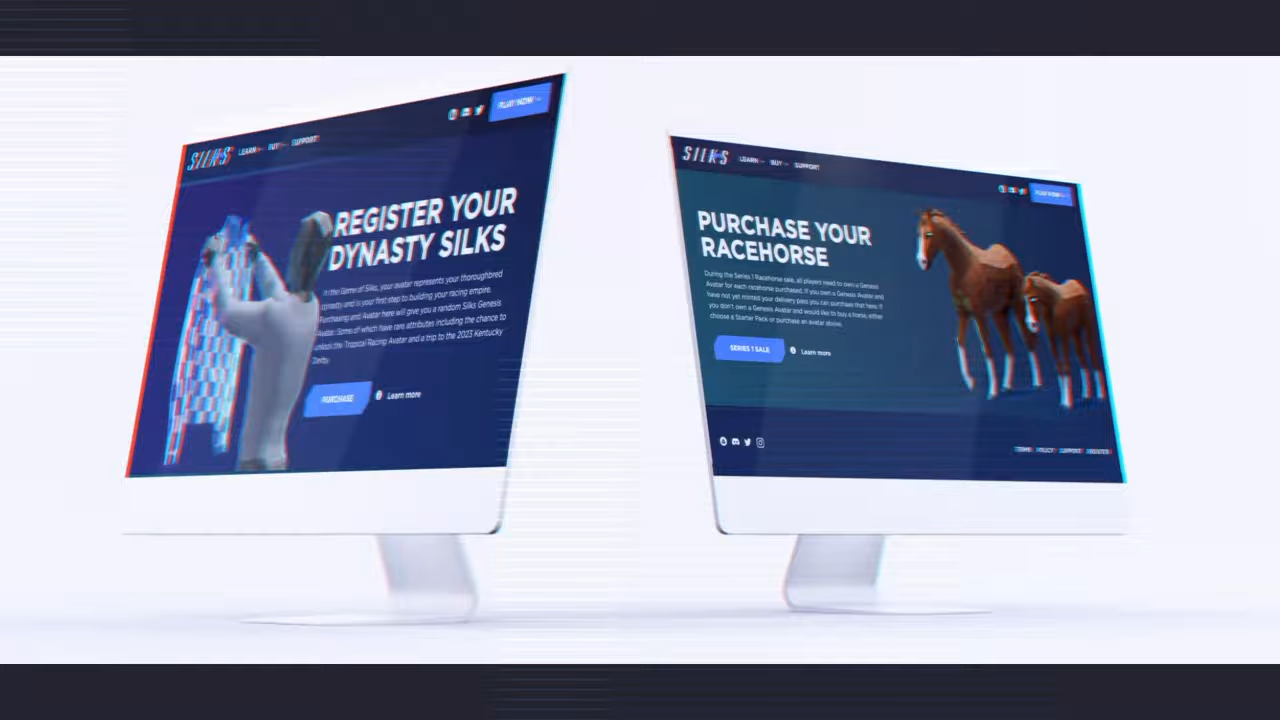 SILKS
LEARN
BUY
SUPPORT
PLAY NOW
REGISTER YOUR
DYNASTY SILKS
In the Game of Silks, your avatar represents your thoroughbred
dynasty and is your first step to building your racing empire.
Purchasing and Avatar here will give you a random Silks Genesis
Avatar. Some of which have rare attributes including the chance to
unlock the Tropical Racing Avatar and a trip to the 2023 Kentucky
Derby.
PURCHASE
Learn more
SILKS
LEARN
BUY
SUPPORT
PLAY NOW
PURCHASE YOUR
RACEHORSE
During the Series 1 Racehorse sale, all players need to own a Genesis
Avatar for each racehorse purchased. If you own a Genesis Avatar and
have not yet minted your delivery pass you can purchase that here. If
you don't own a Genesis Avatar and would like to buy a horse, either
choose a Starter Pack or purchase an avatar above.
SERIES 1 SALE
Learn more
TERMS
POLICY
SUPPORT